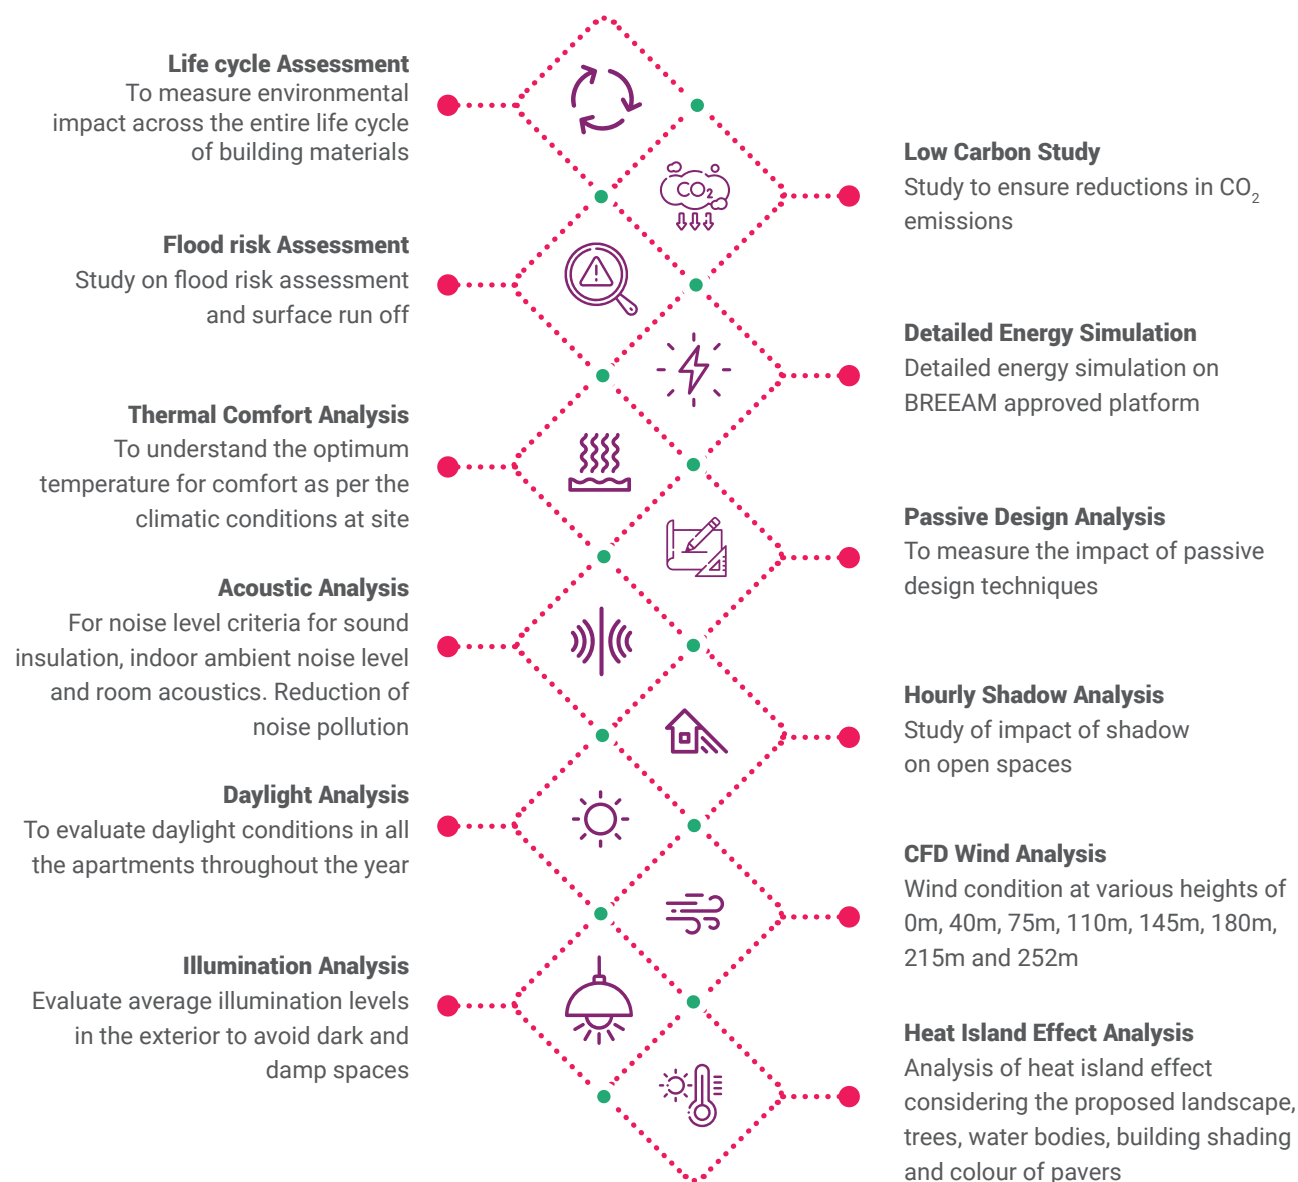 Life cycle Assessment
To measure environmental
impact across the entire life cycle
of building materials
Low Carbon Study
Study to ensure reductions in CO₂
emissions
CO₂
Flood risk Assessment
Study on flood risk assessment
and surface run off
Detailed Energy Simulation
Detailed energy simulation on
BREEAM approved platform
Thermal Comfort Analysis
To understand the optimum
temperature for comfort as per the
climatic conditions at site
Passive Design Analysis
To measure the impact of passive
design techniques
Acoustic Analysis
For noise level criteria for sound
insulation, indoor ambient noise level
and room acoustics. Reduction of
noise pollution
Hourly Shadow Analysis
Study of impact of shadow
on open spaces
Daylight Analysis
To evaluate daylight conditions in all
the apartments throughout the year
CFD Wind Analysis
Wind condition at various heights of
0m, 40m, 75m, 110m, 145m, 180m,
215m and 252m
Illumination Analysis
Evaluate average illumination levels
in the exterior to avoid dark and
damp spaces
Heat Island Effect Analysis
Analysis of heat island effect
considering the proposed landscape,
trees, water bodies, building shading
and colour of pavers